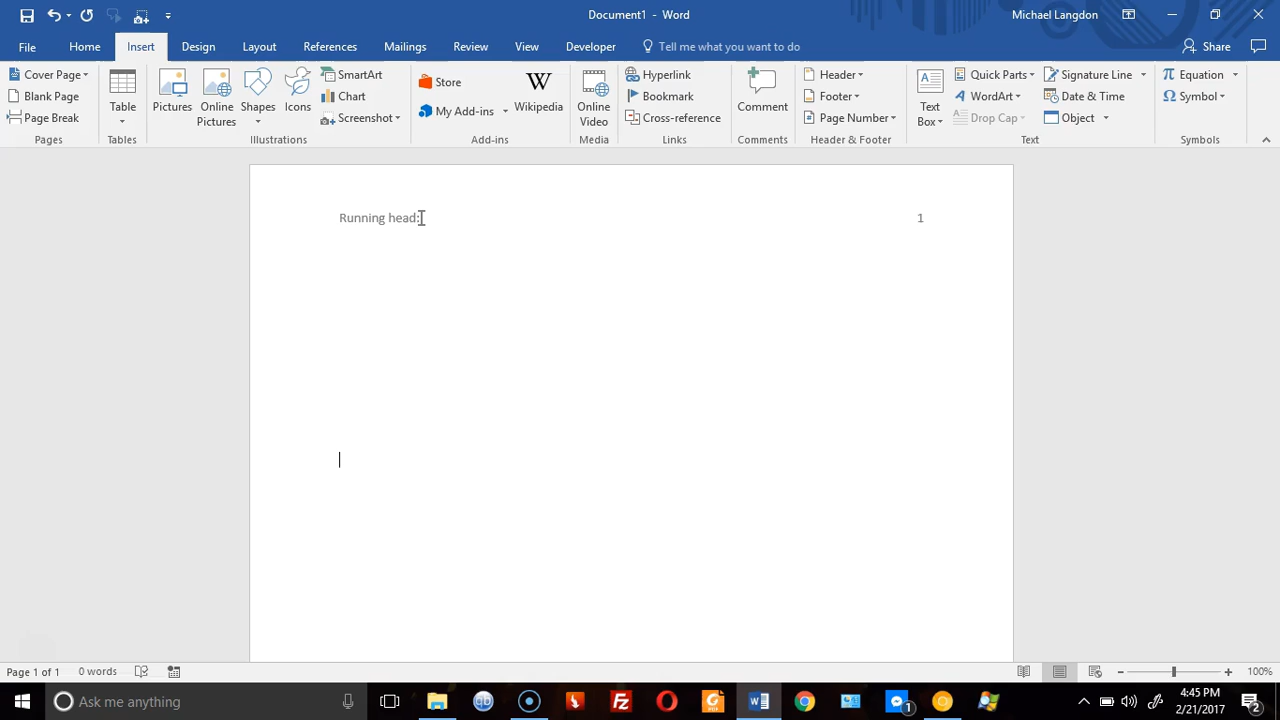 Document1 - Word
Michael Langdon
File Home Insert Design Layout References Mailings Review View Developer Tell me what you want to do Share
Cover Page
Blank Page
Page Break
Pages
Table
Tables
Pictures
Online Pictures
Shapes
Icons
SmartArt
Chart
Screenshot
Illustrations
Store
My Add-ins
W
Wikipedia
Add-ins
Online Video
Media
Hyperlink
Bookmark
Cross-reference
Links
Comment
Comments
Header
Footer
Page Number
Header & Footer
Text Box
Quick Parts
WordArt
Drop Cap
Signature Line
Date & Time
Object
Text
Equation
Symbol
Symbols
Running head: 1
Page 1 of 1 0 words 100%
Ask me anything
qb
PDF
1
4:45 PM
2/21/2017
2